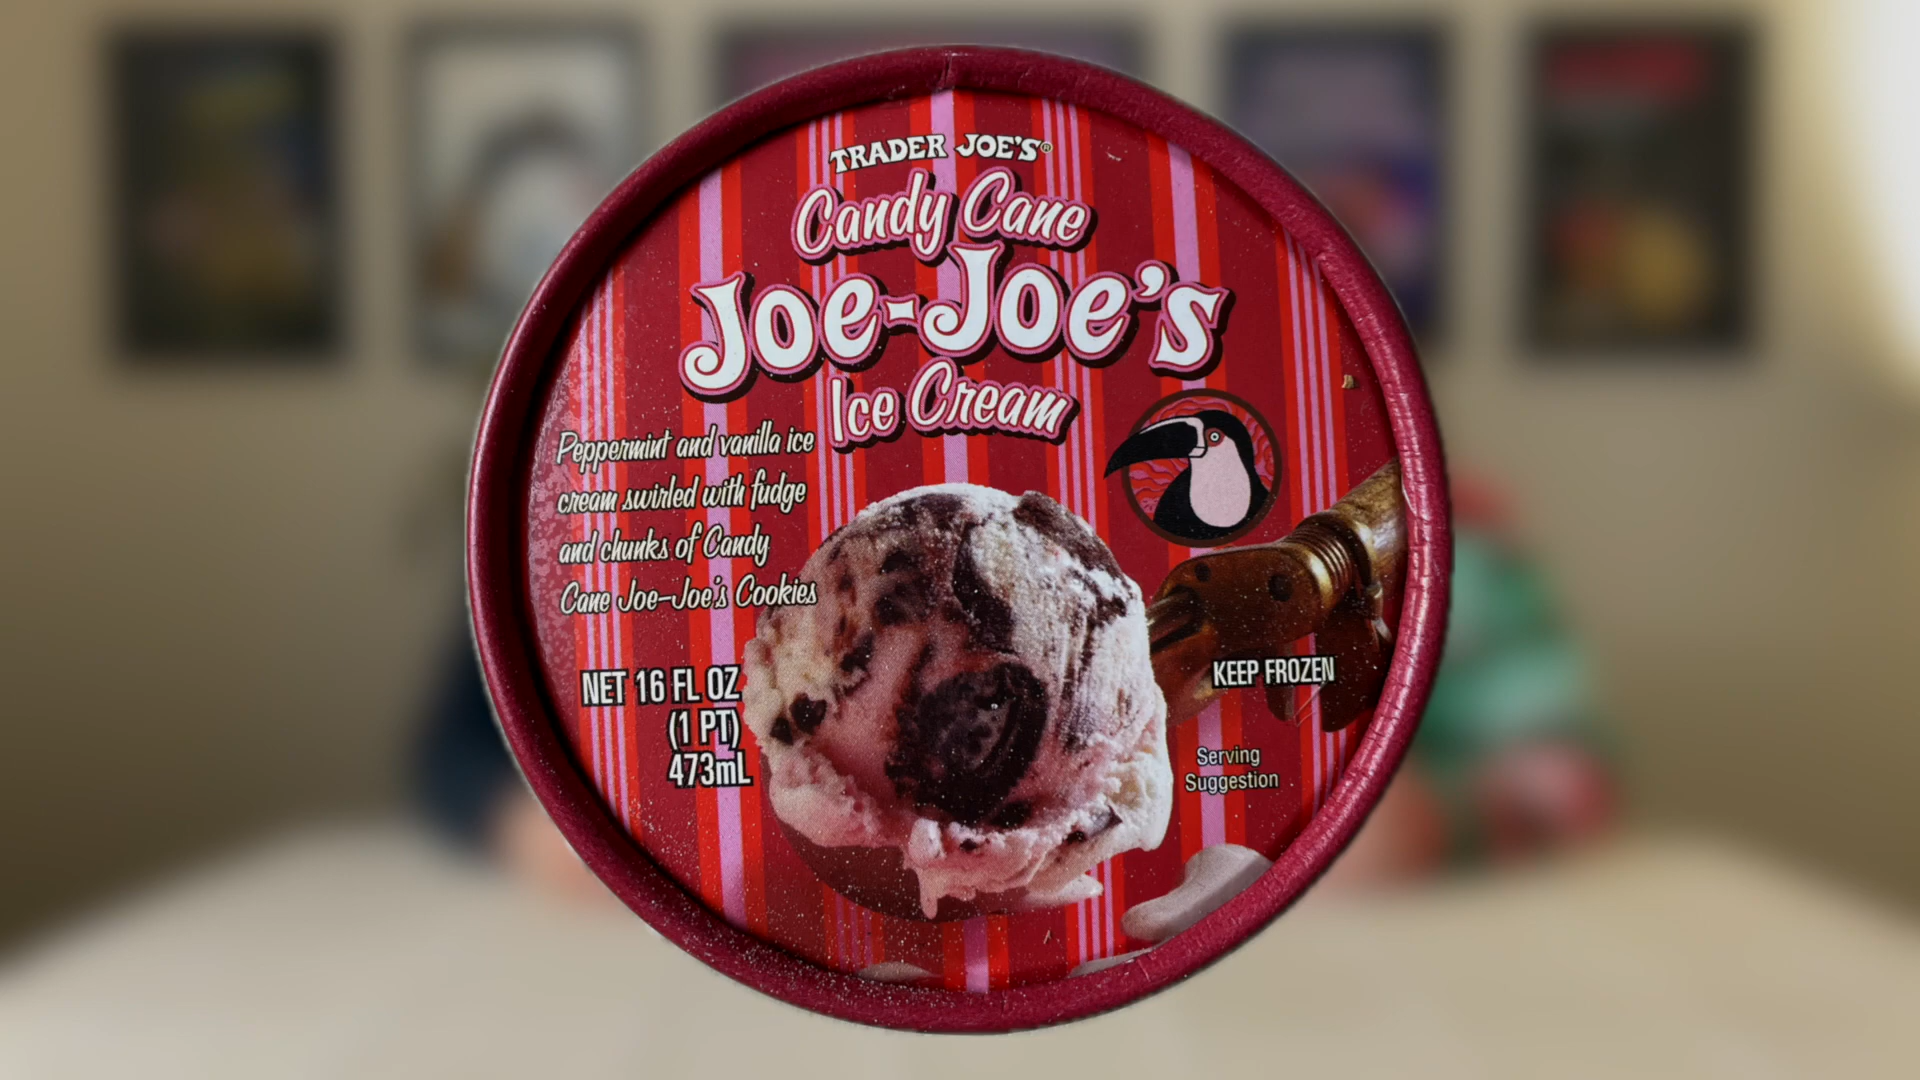 TRADER JOE'S®
Candy Cane
Joe-Joe's
Ice Cream
Peppermint and vanilla ice
cream swirled with fudge
and chunks of Candy
Cane Joe-Joe's Cookies
NET 16 FL OZ
(1 PT)
473mL
KEEP FROZEN
Serving
Suggestion